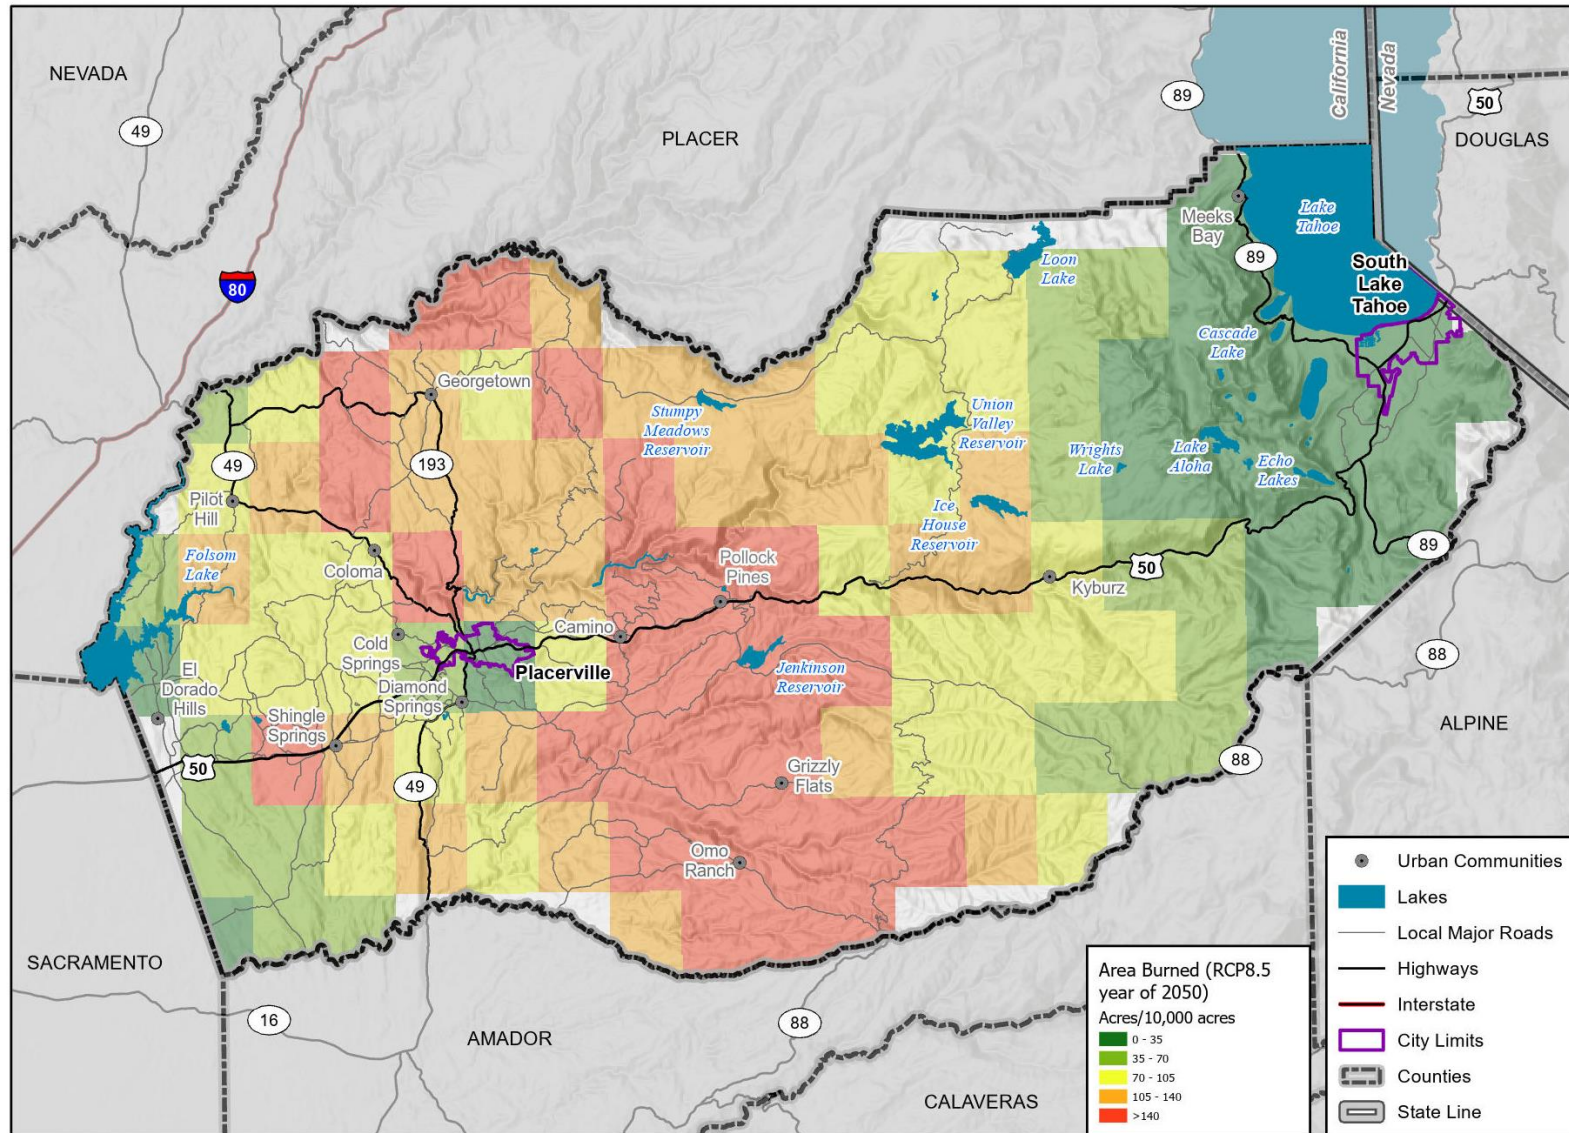 NEVADA
49
80
PLACER
89
California
Nevada
50
DOUGLAS
Meeks
Bay
Lake
Tahoe
89
South
Lake
Tahoe
Loon
Lake
Cascade
Lake
Georgetown
Stumpy
Meadows
Reservoir
Union
Valley
Reservoir
49
193
Wrights
Lake
Lake
Aloha
Echo
Lakes
Pilot
Hill
Ice
House
Reservoir
Folsom
Lake
Coloma
Pollock
Pines
50
89
Kyburz
Cold
Springs
Camino
Placerville
El
Dorado
Hills
Diamond
Springs
Jenkinson
Reservoir
88
Shingle
Springs
50
49
Grizzly
Flats
88
ALPINE
Omo
Ranch
SACRAMENTO
16
AMADOR
88
CALAVERAS
Area Burned (RCP8.5
year of 2050)
Acres/10,000 acres
0 - 35
35 - 70
70 - 105
105 - 140
>140
Urban Communities
Lakes
Local Major Roads
Highways
Interstate
City Limits
Counties
State Line